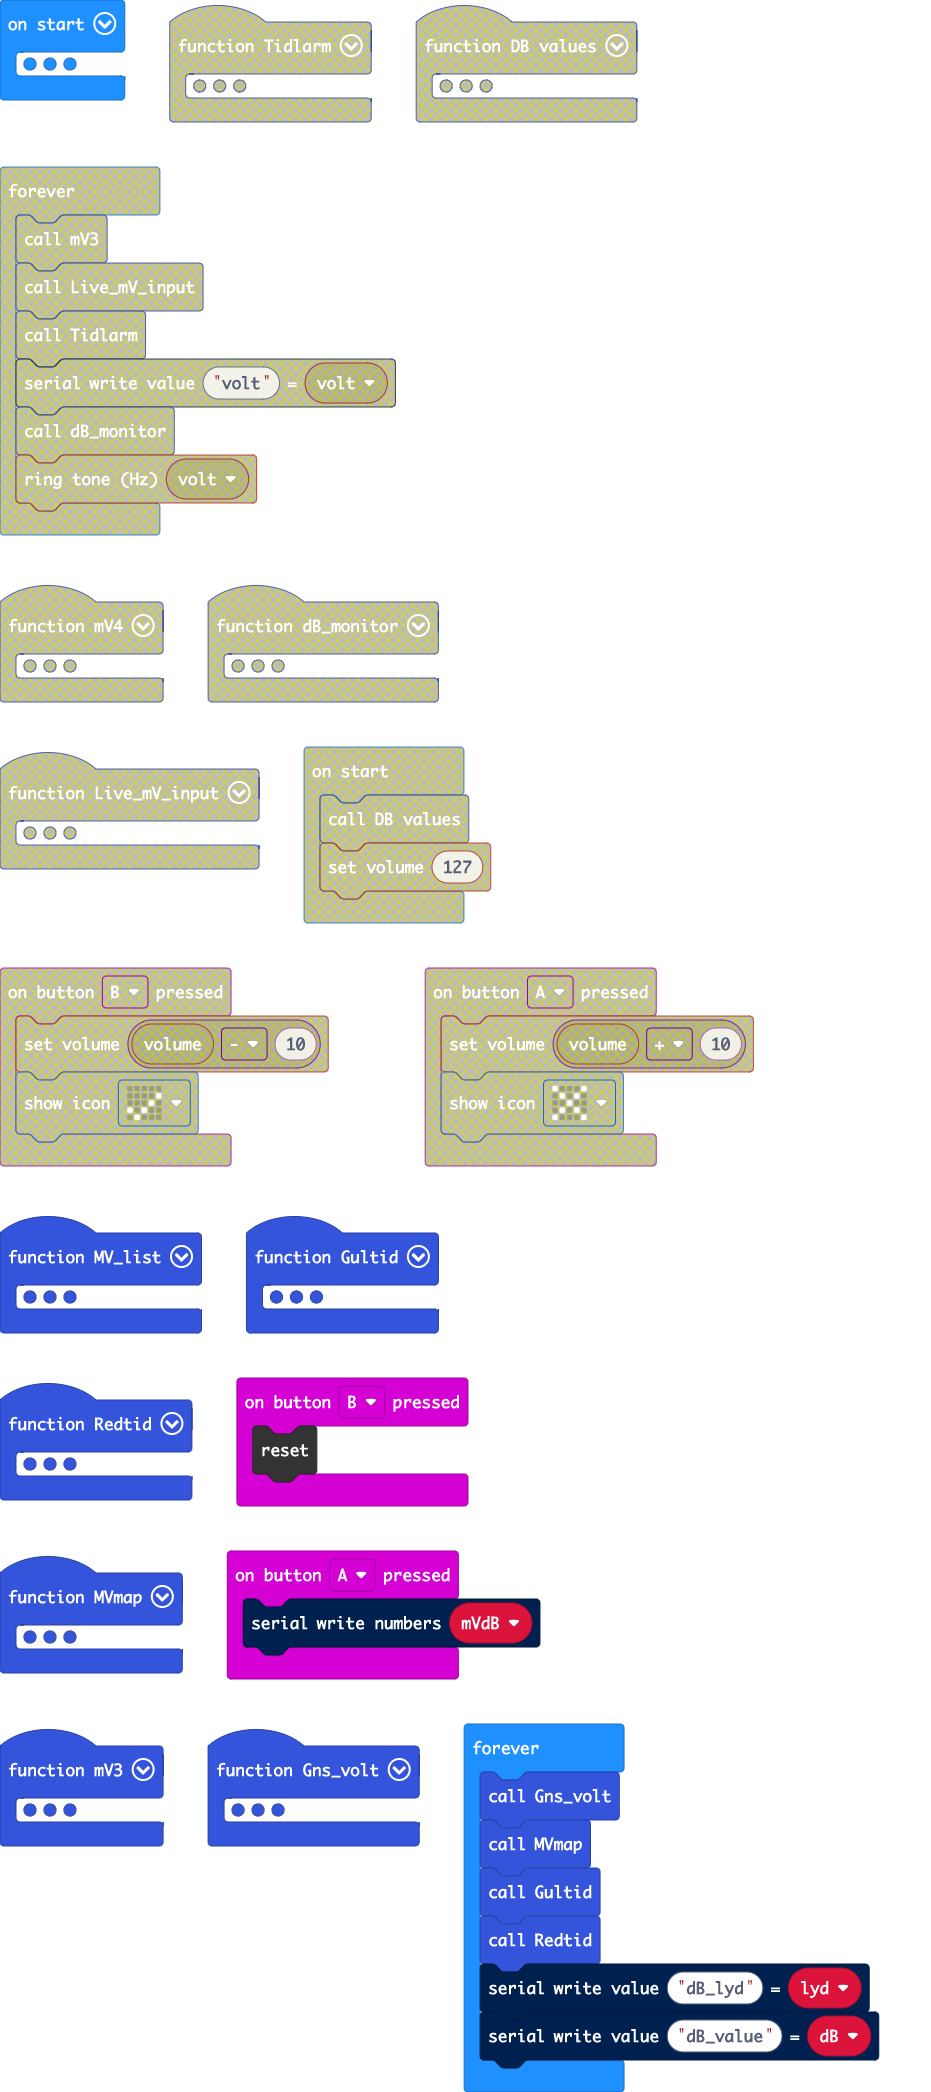 on start
function Tidlarm
function DB values
forever
call mV3
call Live_mV_input
call Tidlarm
serial write value "volt" = volt
call dB_monitor
ring tone (Hz) volt
function mV4
function dB_monitor
function Live_mV_input
on start
call DB values
set volume 127
on button B pressed
set volume volume - 10
show icon
on button A pressed
set volume volume + 10
show icon
function MV_list
function Gultid
function Redtid
on button B pressed
reset
function MVmap
on button A pressed
serial write numbers mVdB
function mV3
function Gns_volt
forever
call Gns_volt
call MVmap
call Gultid
call Redtid
serial write value "dB_lyd" = lyd
serial write value "dB_value" = dB